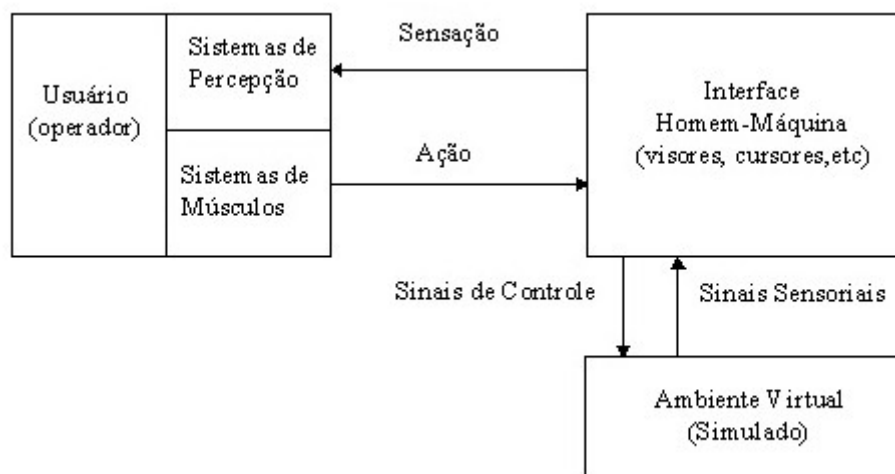 Usuário
(operador)
Sistemas de
Percepção
Sistemas de
Músculos
Sensação
Ação
Interface
Homem-Máquina
(visores, cursores,etc)
Sinais de Controle
Sinais Sensoriais
Ambiente Virtual
(Simulado)